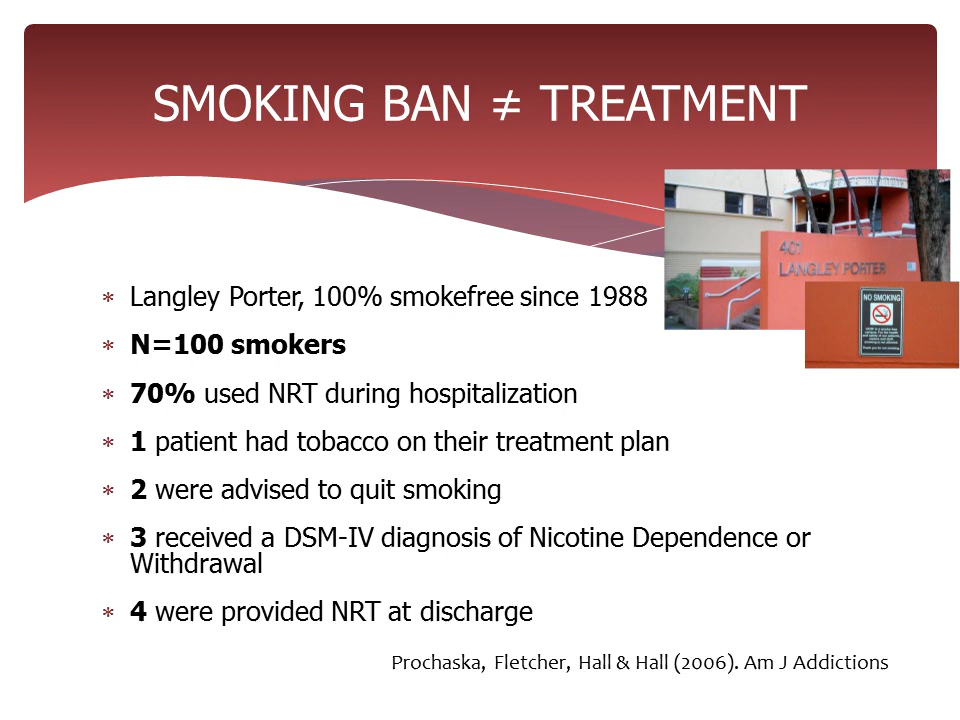 SMOKING BAN ≠ TREATMENT
401
LANGLEY PORTER
NO SMOKING
* Langley Porter, 100% smokefree since 1988
* N=100 smokers
* 70% used NRT during hospitalization
* 1 patient had tobacco on their treatment plan
* 2 were advised to quit smoking
* 3 received a DSM-IV diagnosis of Nicotine Dependence or
Withdrawal
* 4 were provided NRT at discharge
Prochaska, Fletcher, Hall & Hall (2006). Am J Addictions